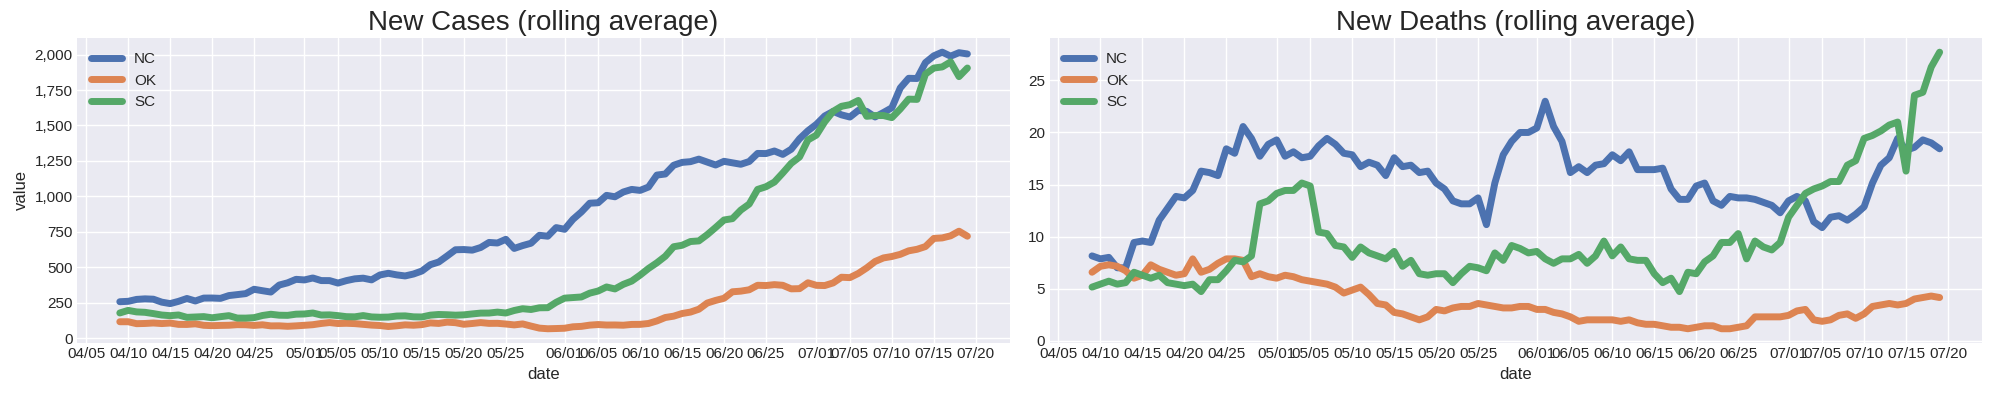 New Cases (rolling average)
NC
OK
SC
2,000
1,750
1,500
1,250
1,000
750
500
250
0
value
04/05 04/10 04/15 04/20 04/25 05/01 05/05 05/10 05/15 05/20 05/25 06/01 06/05 06/10 06/15 06/20 06/25 07/01 07/05 07/10 07/15 07/20
date
New Deaths (rolling average)
NC
OK
SC
25
20
15
10
5
0
04/05 04/10 04/15 04/20 04/25 05/01 05/05 05/10 05/15 05/20 05/25 06/01 06/05 06/10 06/15 06/20 06/25 07/01 07/05 07/10 07/15 07/20
date